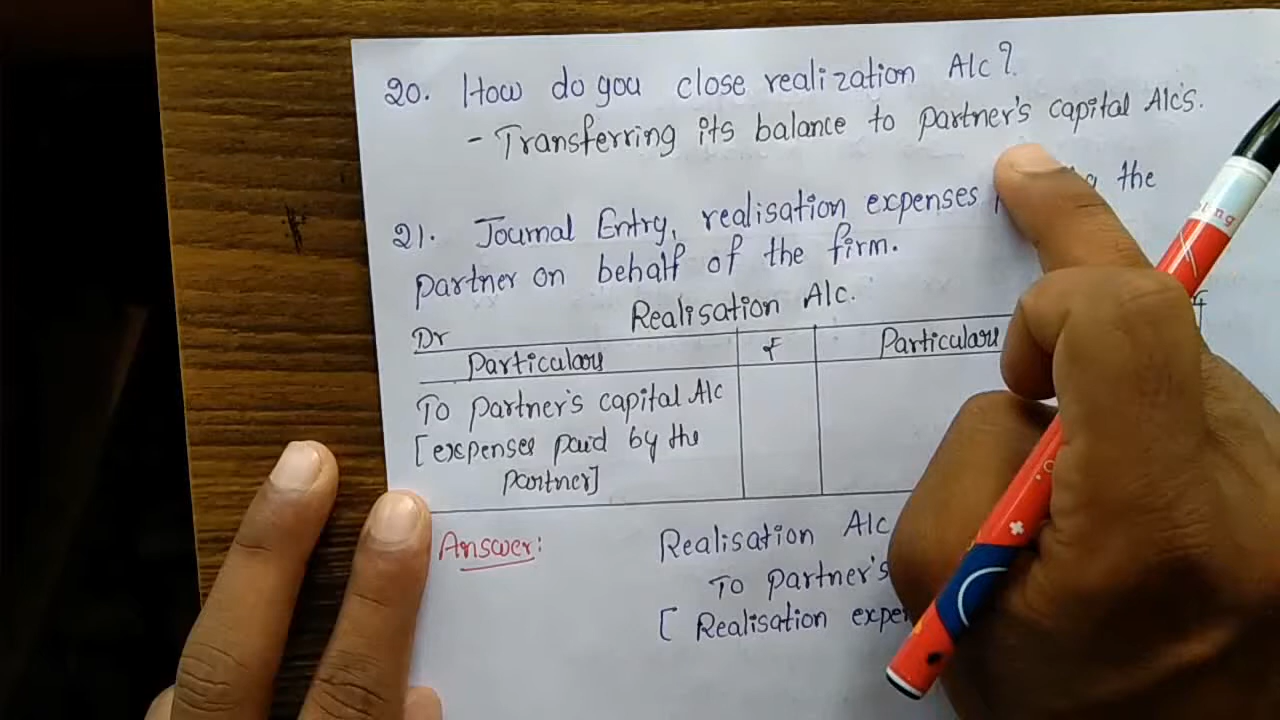 20. How do you close realization A/c?
- Transferring its balance to partner's capital A/c's.
21. Journal Entry, realisation expenses the
partner on behalf of the firm.
Realisation A/c.
Dr
Particulars ₹ Particulars
To partner's capital A/c
[expenses paid by the
partner]
Answer: Realisation A/c
To partner's
[ Realisation